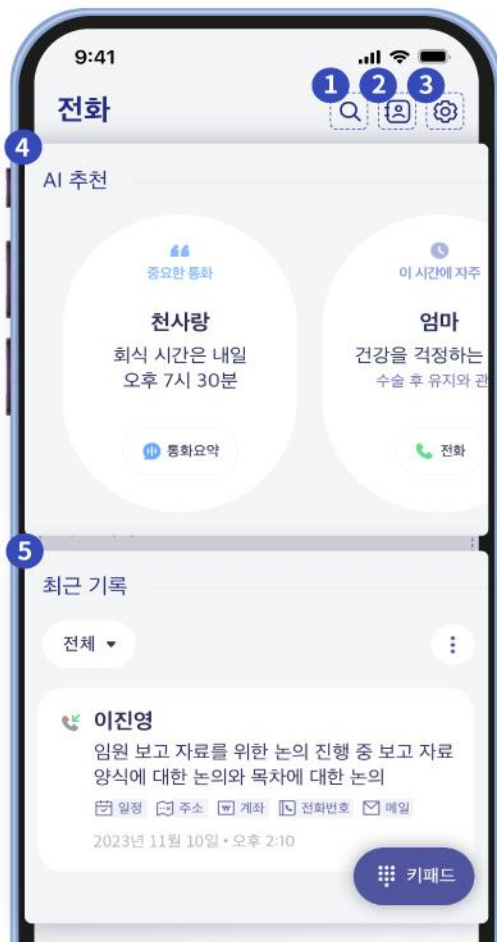 9:41
1 2 3
전화
4
AI 추천
중요한 통화
천사랑
회식 시간은 내일
오후 7시 30분
통화요약
이 시간에 자주
엄마
건강을 걱정하는
수술 후 유지와 관
전화
5
최근 기록
전체
이진영
임원 보고 자료를 위한 논의 진행 중 보고 자료
양식에 대한 논의와 목차에 대한 논의
일정 주소 계좌 전화번호 메일
2023년 11월 10일 • 오후 2:10
키패드